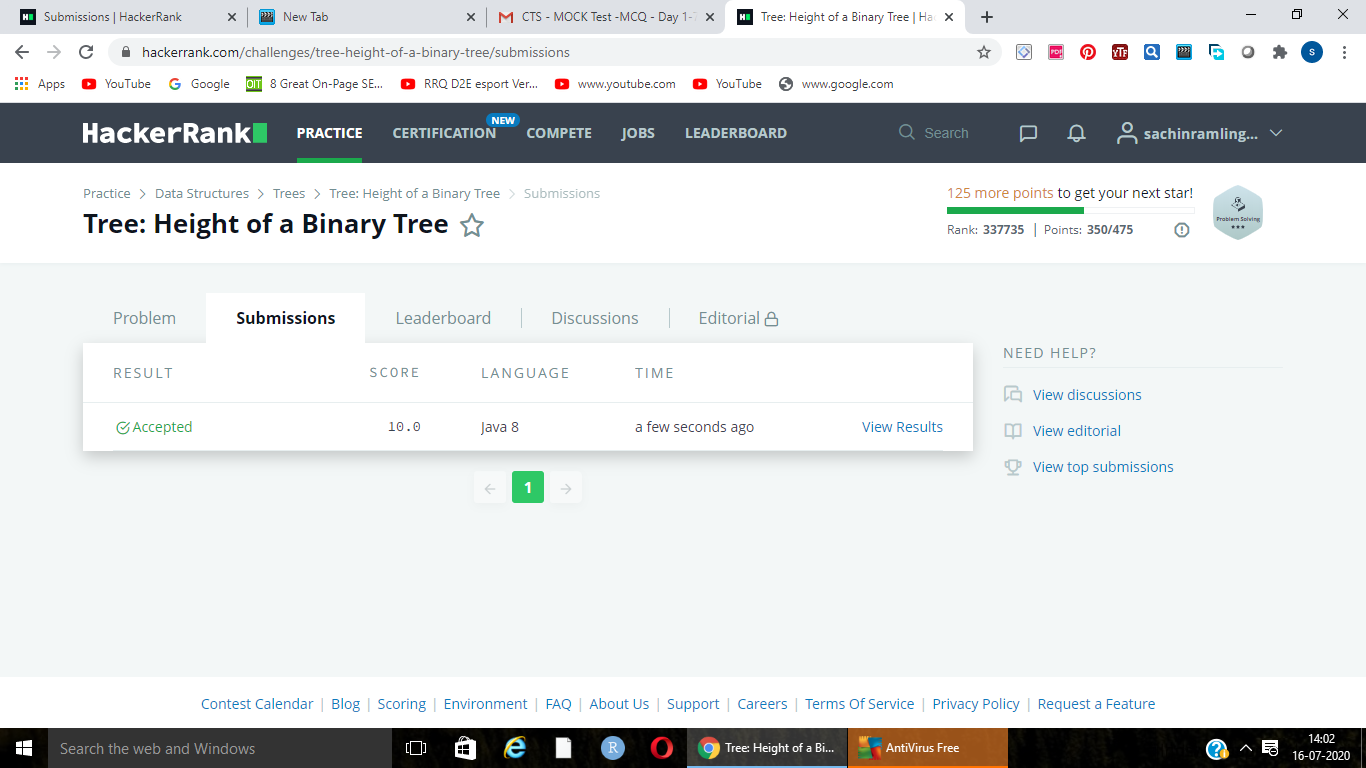 Submissions | HackerRank
New Tab
CTS - MOCK Test -MCQ - Day 1-
Tree: Height of a Binary Tree | Ha
hackerrank.com/challenges/tree-height-of-a-binary-tree/submissions
PDF
YTF
S
Apps YouTube Google OIT 8 Great On-Page SE... RRQ D2E esport Ver... www.youtube.com YouTube www.google.com
HackerRank PRACTICE CERTIFICATION NEW COMPETE JOBS LEADERBOARD Search sachinramling...
Practice > Data Structures > Trees > Tree: Height of a Binary Tree > Submissions
Tree: Height of a Binary Tree
125 more points to get your next star!
Rank: 337735 | Points: 350/475
Problem Solving
Problem Submissions Leaderboard Discussions Editorial
RESULT SCORE LANGUAGE TIME
Accepted 10.0 Java 8 a few seconds ago View Results
1
NEED HELP?
View discussions
View editorial
View top submissions
Contest Calendar | Blog | Scoring | Environment | FAQ | About Us | Support | Careers | Terms Of Service | Privacy Policy | Request a Feature
Search the web and Windows
R
Tree: Height of a Bi...
AntiVirus Free
14:02
16-07-2020